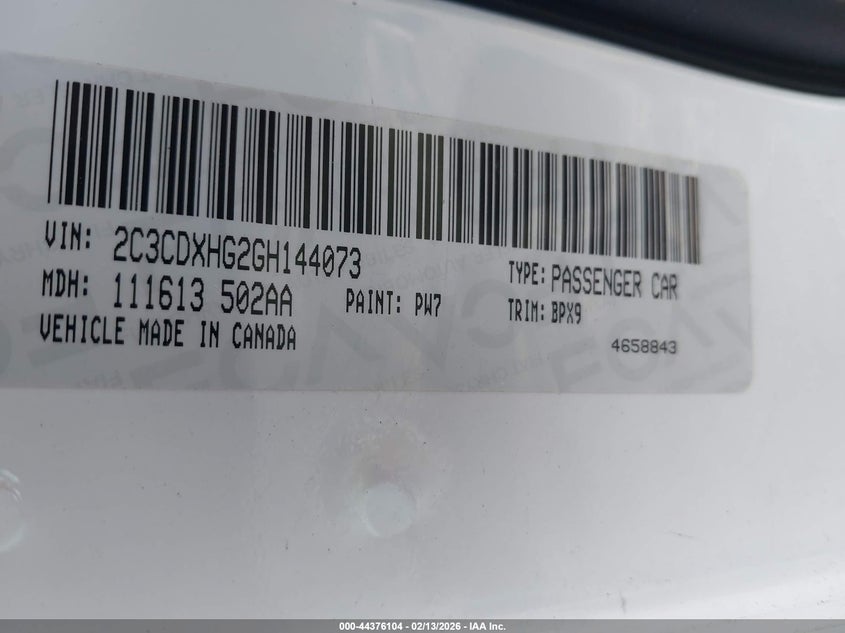 VIN: 2C3CDXHG2GH144073
TYPE: PASSENGER CAR
MDH: 111613 502AA
PAINT: PW7
TRIM: BPX9
VEHICLE MADE IN CANADA
4658843
000-44376104 - 02/13/2026 - IAA Inc.